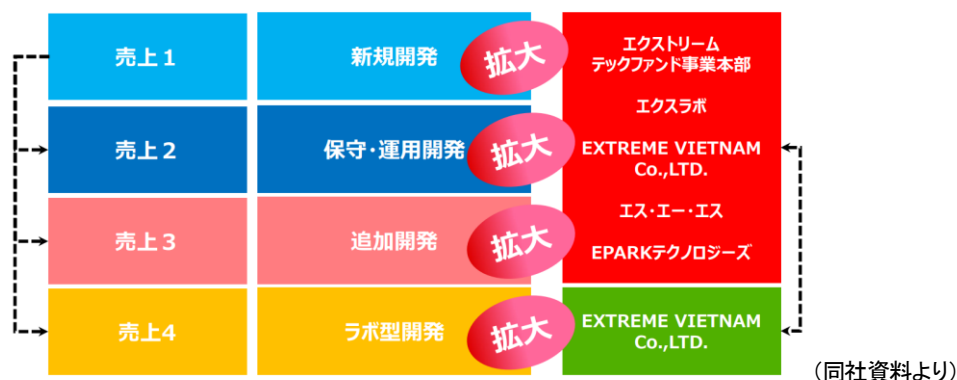 売上1
新規開発
拡大
エクストリーム
テックファンド事業本部
エクスラボ
売上2
保守・運用開発
拡大
EXTREME VIETNAM
Co.,LTD.
エス・エー・エス
売上3
追加開発
拡大
EPARKテクノロジーズ
売上4
ラボ型開発
拡大
EXTREME VIETNAM
Co.,LTD.
(同社資料より)